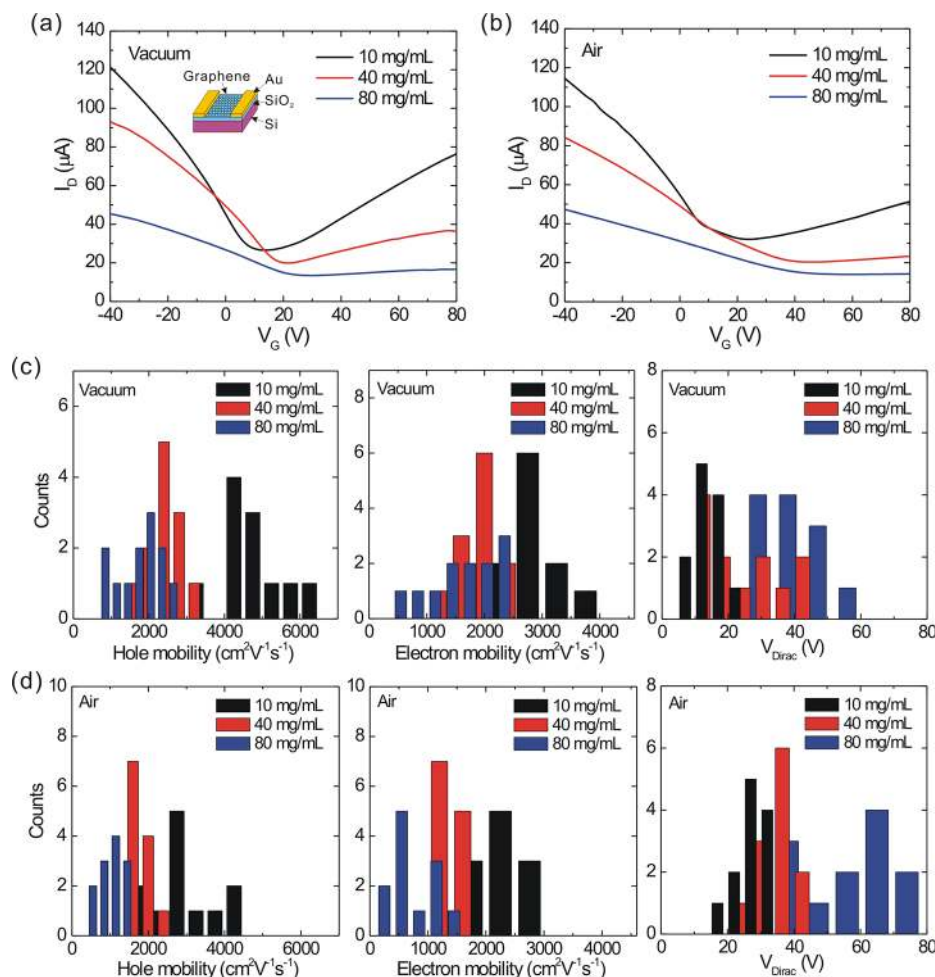 (a)
Vacuum
10 mg/mL
40 mg/mL
80 mg/mL
Graphene
Au
SiO₂
Si
I_D (μA)
140
120
100
80
60
40
20
0
-40 -20 0 20 40 60 80
V_G (V)
(b)
Air
10 mg/mL
40 mg/mL
80 mg/mL
I_D (μA)
140
120
100
80
60
40
20
0
-40 -20 0 20 40 60 80
V_G (V)
(c)
Vacuum
10 mg/mL
40 mg/mL
80 mg/mL
Counts
6
4
2
0
0 2000 4000 6000
Hole mobility (cm²V⁻¹s⁻¹)
Vacuum
10 mg/mL
40 mg/mL
80 mg/mL
8
6
4
2
0
0 1000 2000 3000 4000
Electron mobility (cm²V⁻¹s⁻¹)
Vacuum
10 mg/mL
40 mg/mL
80 mg/mL
8
6
4
2
0
0 20 40 60 80
V_Dirac (V)
(d)
Air
10 mg/mL
40 mg/mL
80 mg/mL
Counts
10
8
6
4
2
0
0 2000 4000 6000
Hole mobility (cm²V⁻¹s⁻¹)
Air
10 mg/mL
40 mg/mL
80 mg/mL
10
8
6
4
2
0
0 1000 2000 3000 4000
Electron mobility (cm²V⁻¹s⁻¹)
Air
10 mg/mL
40 mg/mL
80 mg/mL
8
6
4
2
0
0 20 40 60 80
V_Dirac (V)